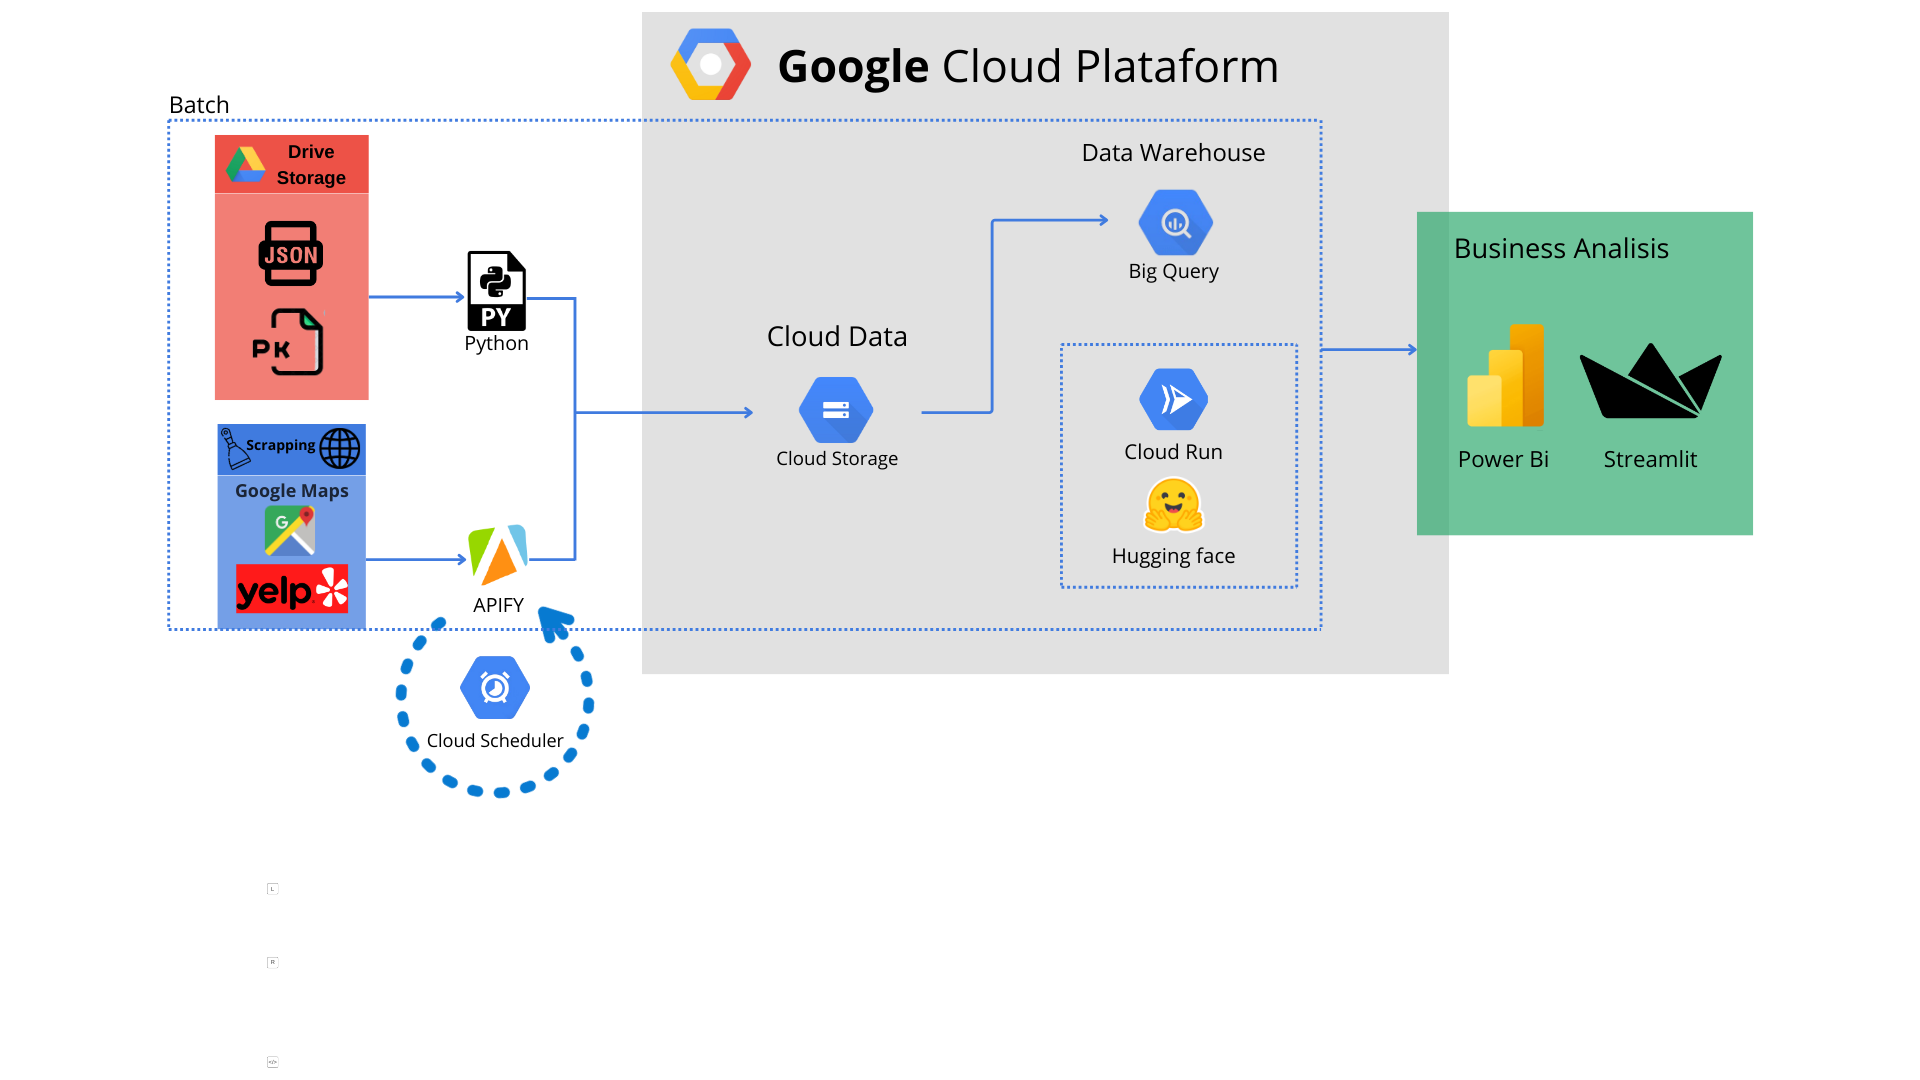 Google Cloud Plataform
Batch
Drive
Storage
JSON
PK
PY
Python
Scrapping
Google Maps
G
yelp
APIFY
Cloud Scheduler
Cloud Data
Cloud Storage
Data Warehouse
Big Query
Cloud Run
Hugging face
Business Analisis
Power Bi
Streamlit
L
R
</>